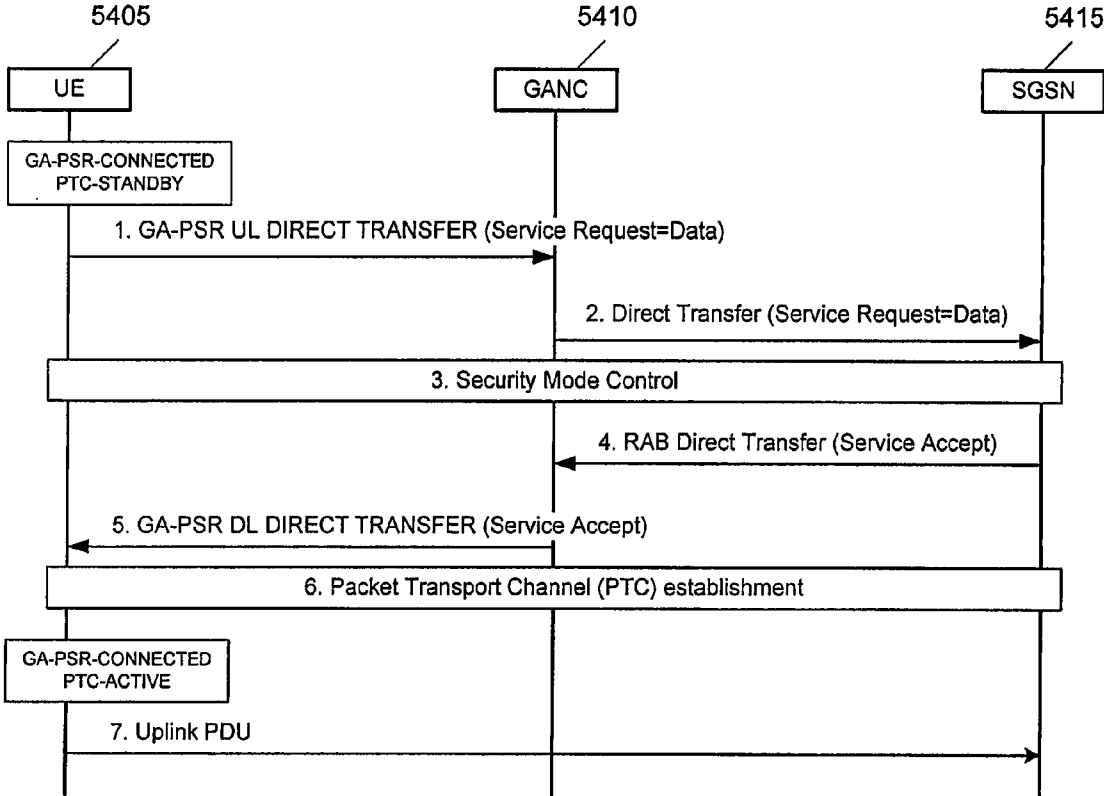 5405
5410
5415
UE
GANC
SGSN
GA-PSR-CONNECTED
PTC-STANDBY
1. GA-PSR UL DIRECT TRANSFER (Service Request=Data)
2. Direct Transfer (Service Request=Data)
3. Security Mode Control
4. RAB Direct Transfer (Service Accept)
5. GA-PSR DL DIRECT TRANSFER (Service Accept)
6. Packet Transport Channel (PTC) establishment
GA-PSR-CONNECTED
PTC-ACTIVE
7. Uplink PDU